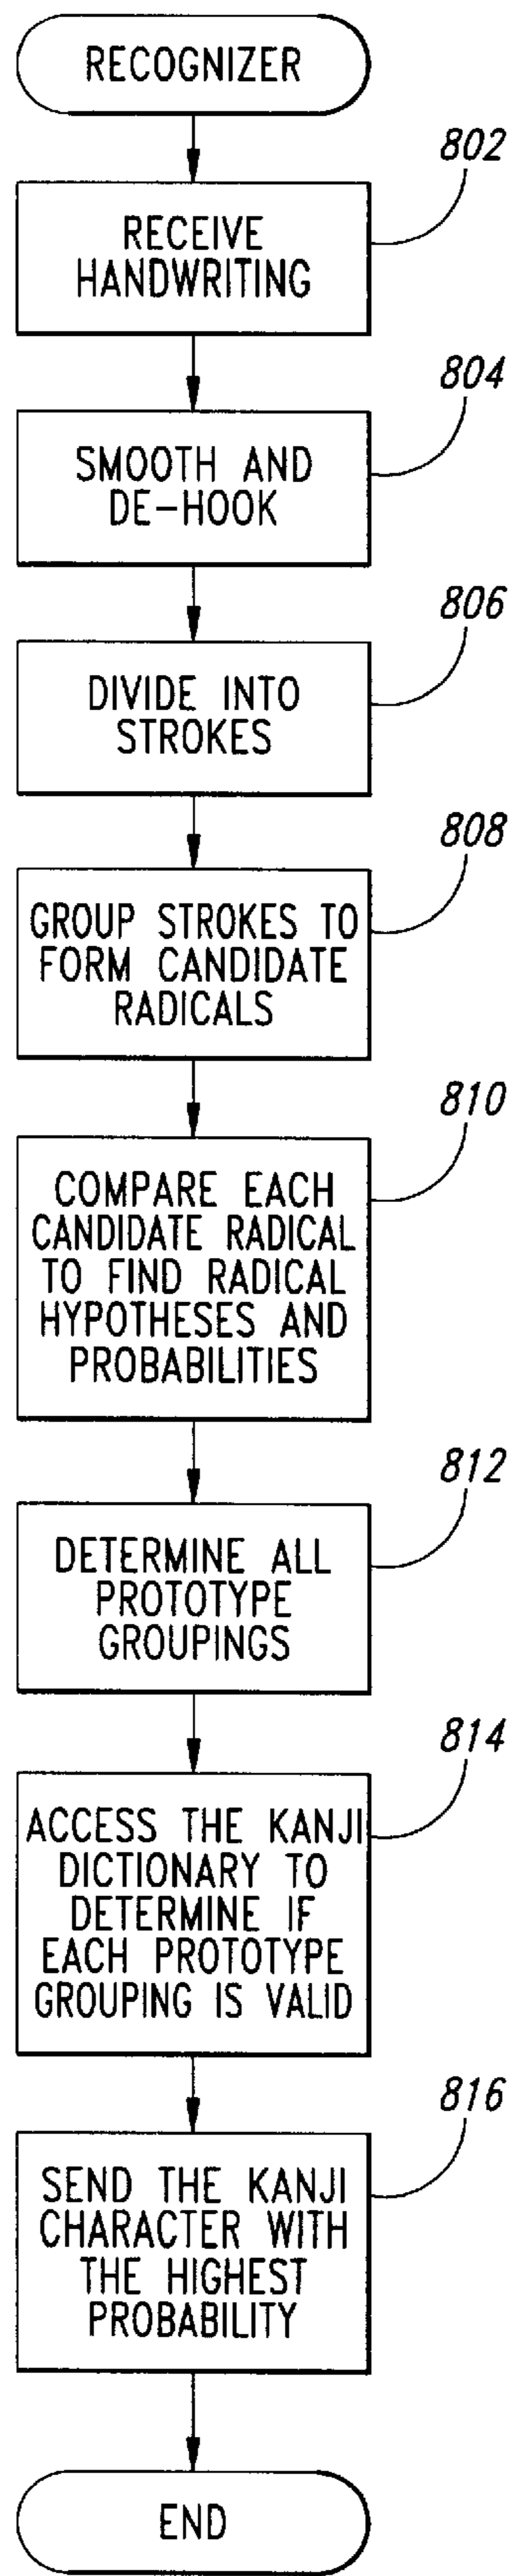 RECOGNIZER
802
RECEIVE
HANDWRITING
804
SMOOTH AND
DE-HOOK
806
DIVIDE INTO
STROKES
808
GROUP STROKES TO
FORM CANDIDATE
RADICALS
810
COMPARE EACH
CANDIDATE RADICAL
TO FIND RADICAL
HYPOTHESES AND
PROBABILITIES
812
DETERMINE ALL
PROTOTYPE
GROUPINGS
814
ACCESS THE KANJI
DICTIONARY TO
DETERMINE IF
EACH PROTOTYPE
GROUPING IS VALID
816
SEND THE KANJI
CHARACTER WITH
THE HIGHEST
PROBABILITY
END